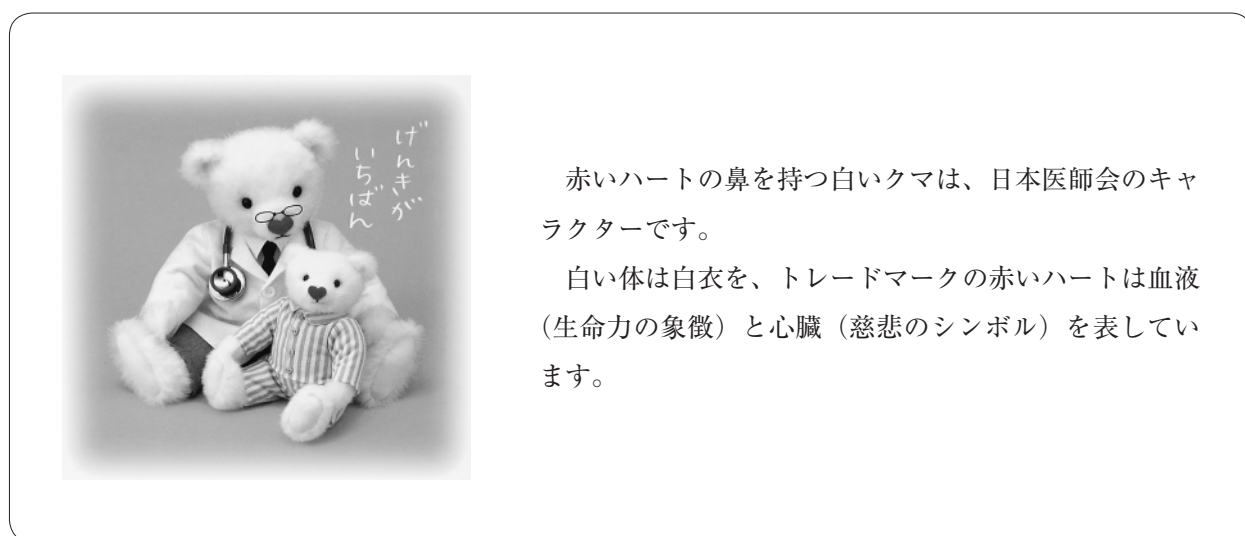 げんきが
いちばん
　赤いハートの鼻を持つ白いクマは、日本医師会のキャ
ラクターです。
　白い体は白衣を、トレードマークの赤いハートは血液
（生命力の象徴）と心臓（慈悲のシンボル）を表してい
ます。